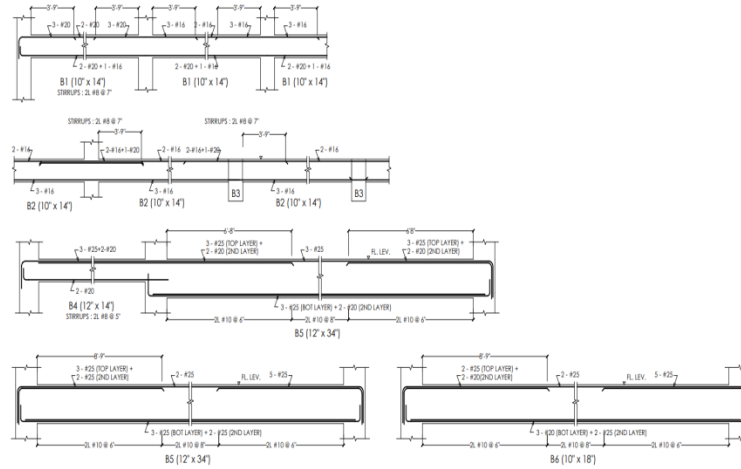 3'-9" 3'-9" 3'-9" 3'-9"
3 - #20 2 - #20 3 - #20 3 - #16 2 - #16 3 - #16 3 - #16
2 - #20 + 1 - #16 2 - #20 + 1 - #16 2 - #20 + 1 - #16
B1 (10" x 14") B1 (10" x 14") B1 (10" x 14")
STIRRUPS : 2L #8 @ 7"
STIRRUPS : 2L #8 @ 7" STIRRUPS : 2L #8 @ 7"
3'-9" 3'-9"
2 - #16 2-#16+1-#20 2 - #16 2-#16+1-#20 2 - #16
3 - #16 3 - #16 3 - #16
B3 B3
B2 (10" x 14") B2 (10" x 14") B2 (10" x 14")
6'-8" 6'8"
3 - #25+2-#20 3 - #25 (TOP LAYER) + 3 - #25 3 - #25 (TOP LAYER) +
2 - #20 (2ND LAYER) FL. LEV. 2 - #20 (2ND LAYER)
2 - #20
B4 (12" x 14") 3 - #25 (BOT LAYER) + 2 - #20 (2ND LAYER)
STIRRUPS: 2L #8 @ 5" 2L #10 @ 6" 2L #10 @ 8" 2L #10 @ 6"
B5 (12" x 34")
8'-9" 8'-9"
3 - #25 (TOP LAYER) + 2 - #25 5 - #25 2 - #25 (TOP LAYER) + 2 - #25 5 - #25
2 - #25 (2ND LAYER) FL. LEV. 2 - #20(2ND LAYER) FL. LEV.
3 - #25 (BOT LAYER) + 2 - #25 (2ND LAYER) 3 - #20 (BOT LAYER) + 2 - #25 (2ND LAYER)
2L #10 @ 6" 2L #10 @ 8" 2L #10 @ 6" 2L #10 @ 6" 2L #10 @ 8" 2L #10 @ 6"
B5 (12" x 34") B6 (10" x 18")